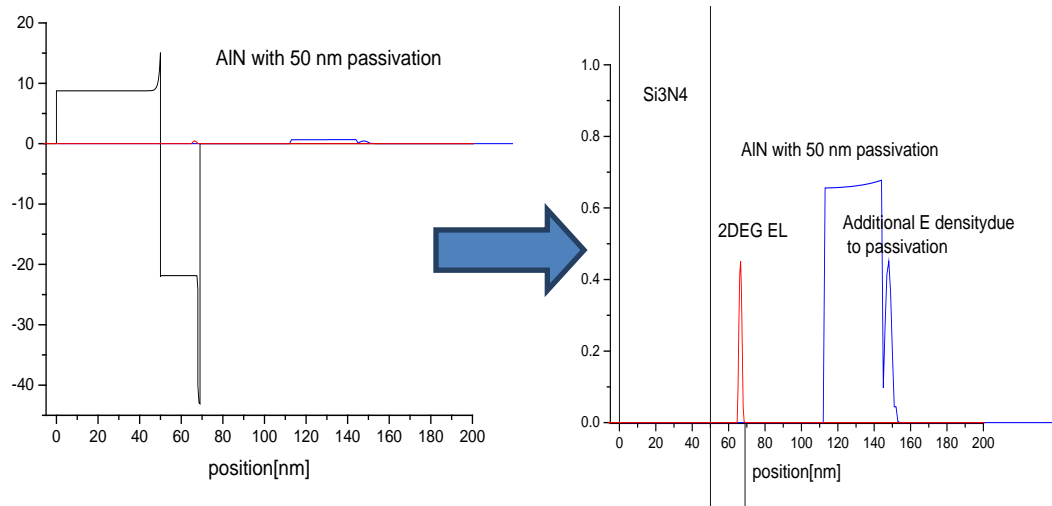 20
10
0
-10
-20
-30
-40
AlN with 50 nm passivation
0 20 40 60 80 100 120 140 160 180 200
position[nm]
1.0
0.8
0.6
0.4
0.2
0.0
Si3N4
AlN with 50 nm passivation
2DEG EL
Additional E densitydue
to passivation
0 20 40 60 80 100 120 140 160 180 200
position[nm]